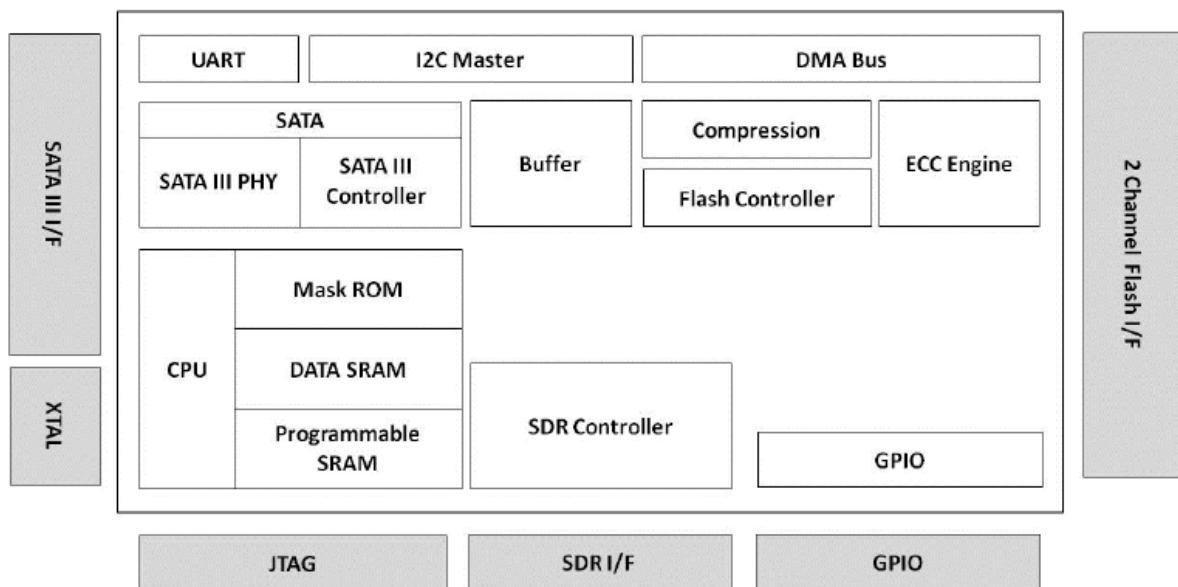 UART
I2C Master
DMA Bus
SATA III I/F
SATA
SATA III PHY
SATA III
Controller
Buffer
Compression
Flash Controller
ECC Engine
2 Channel Flash I/F
CPU
Mask ROM
DATA SRAM
Programmable
SRAM
SDR Controller
GPIO
XTAL
JTAG
SDR I/F
GPIO